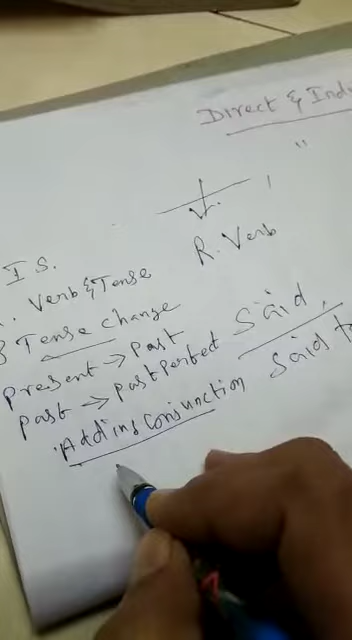 Direct & Ind
"
R. Verb
I S.
Verb & Tense
Tense change
present → past
past → past perfect
said,
said to
Adding Conjunction